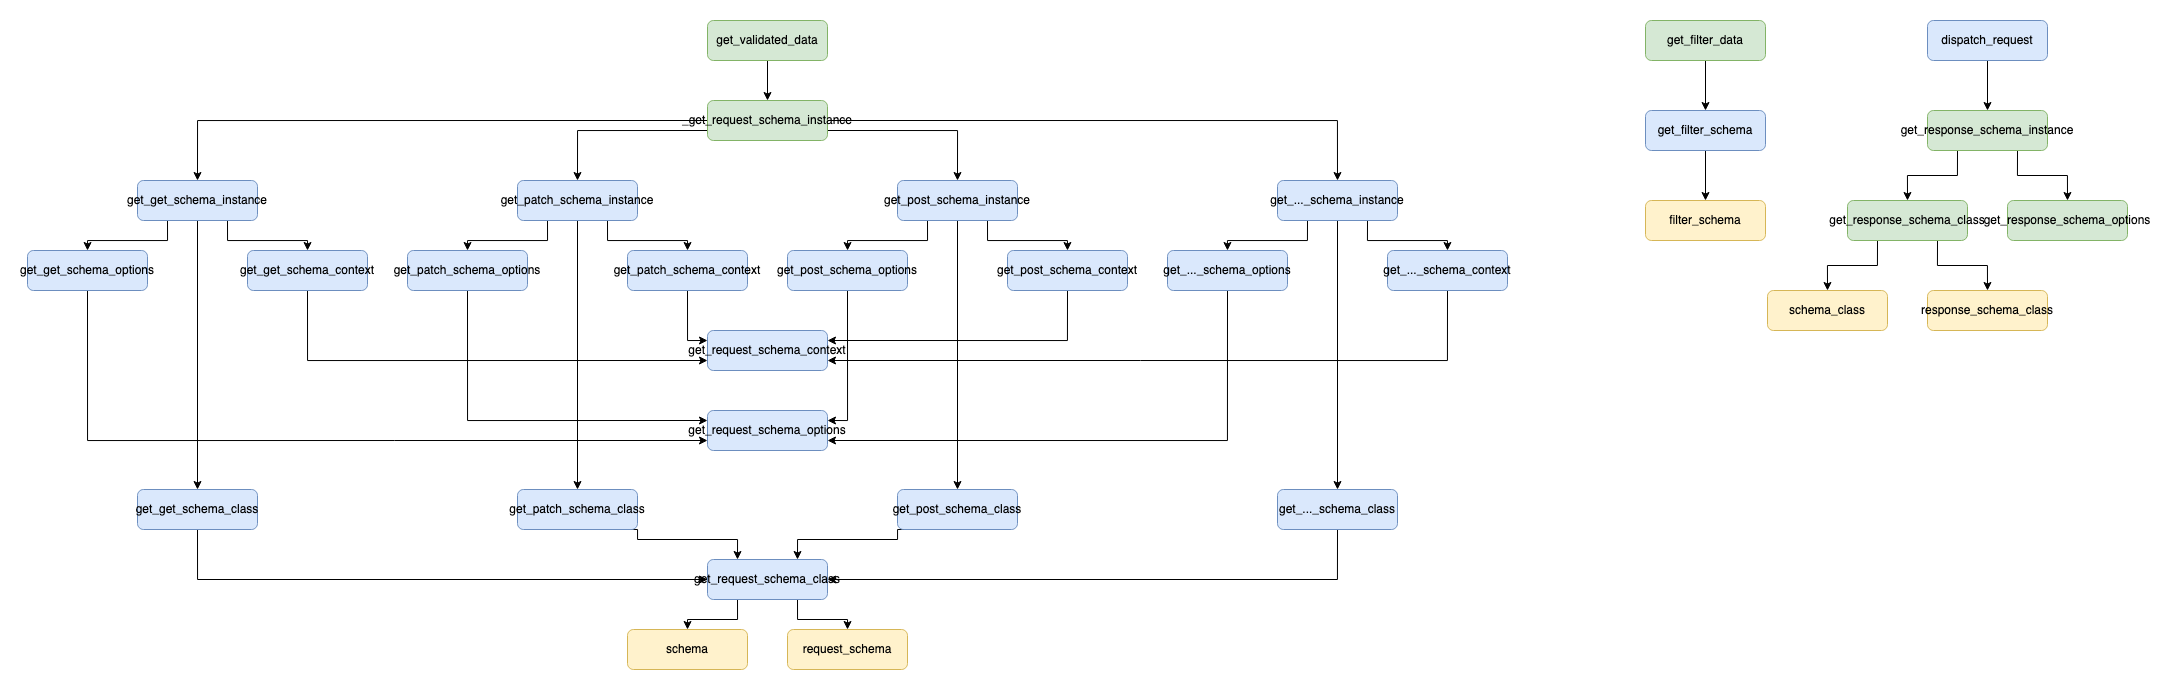 get_validated_data
get_filter_data
dispatch_request
_get_request_schema_instance
get_filter_schema
get_response_schema_instance
get_get_schema_instance
get_patch_schema_instance
get_post_schema_instance
get_..._schema_instance
filter_schema
get_response_schema_class
get_response_schema_options
get_get_schema_options
get_get_schema_context
get_patch_schema_options
get_patch_schema_context
get_post_schema_options
get_post_schema_context
get_..._schema_options
get_..._schema_context
schema_class
response_schema_class
get_request_schema_context
get_request_schema_options
get_get_schema_class
get_patch_schema_class
get_post_schema_class
get_..._schema_class
get_request_schema_class
schema
request_schema